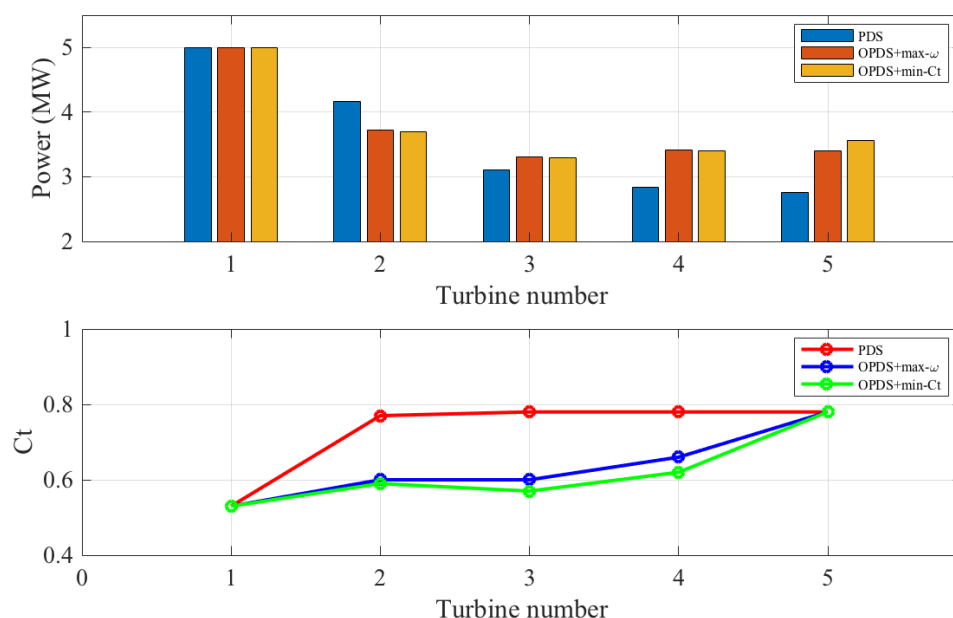 5
4
3
2
Power (MW)
PDS
OPDS+max-ω
OPDS+min-Ct
1
2
3
4
5
Turbine number
1
0.8
0.6
0.4
Ct
PDS
OPDS+max-ω
OPDS+min-Ct
0
1
2
3
4
5
Turbine number